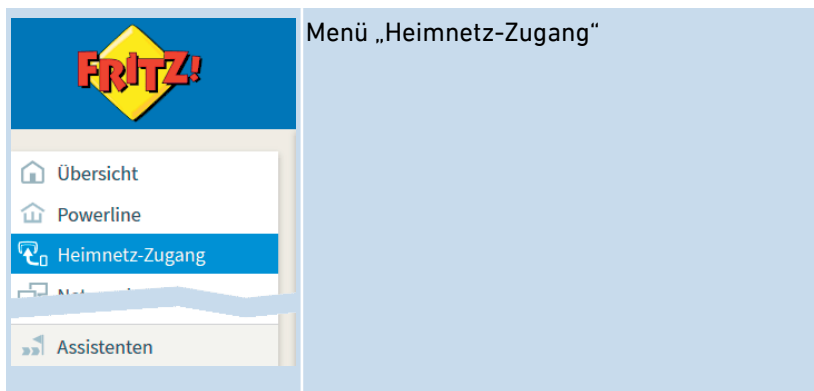 Menü „Heimnetz-Zugang“
FRITZ!
Übersicht
Powerline
Heimnetz-Zugang
Assistenten